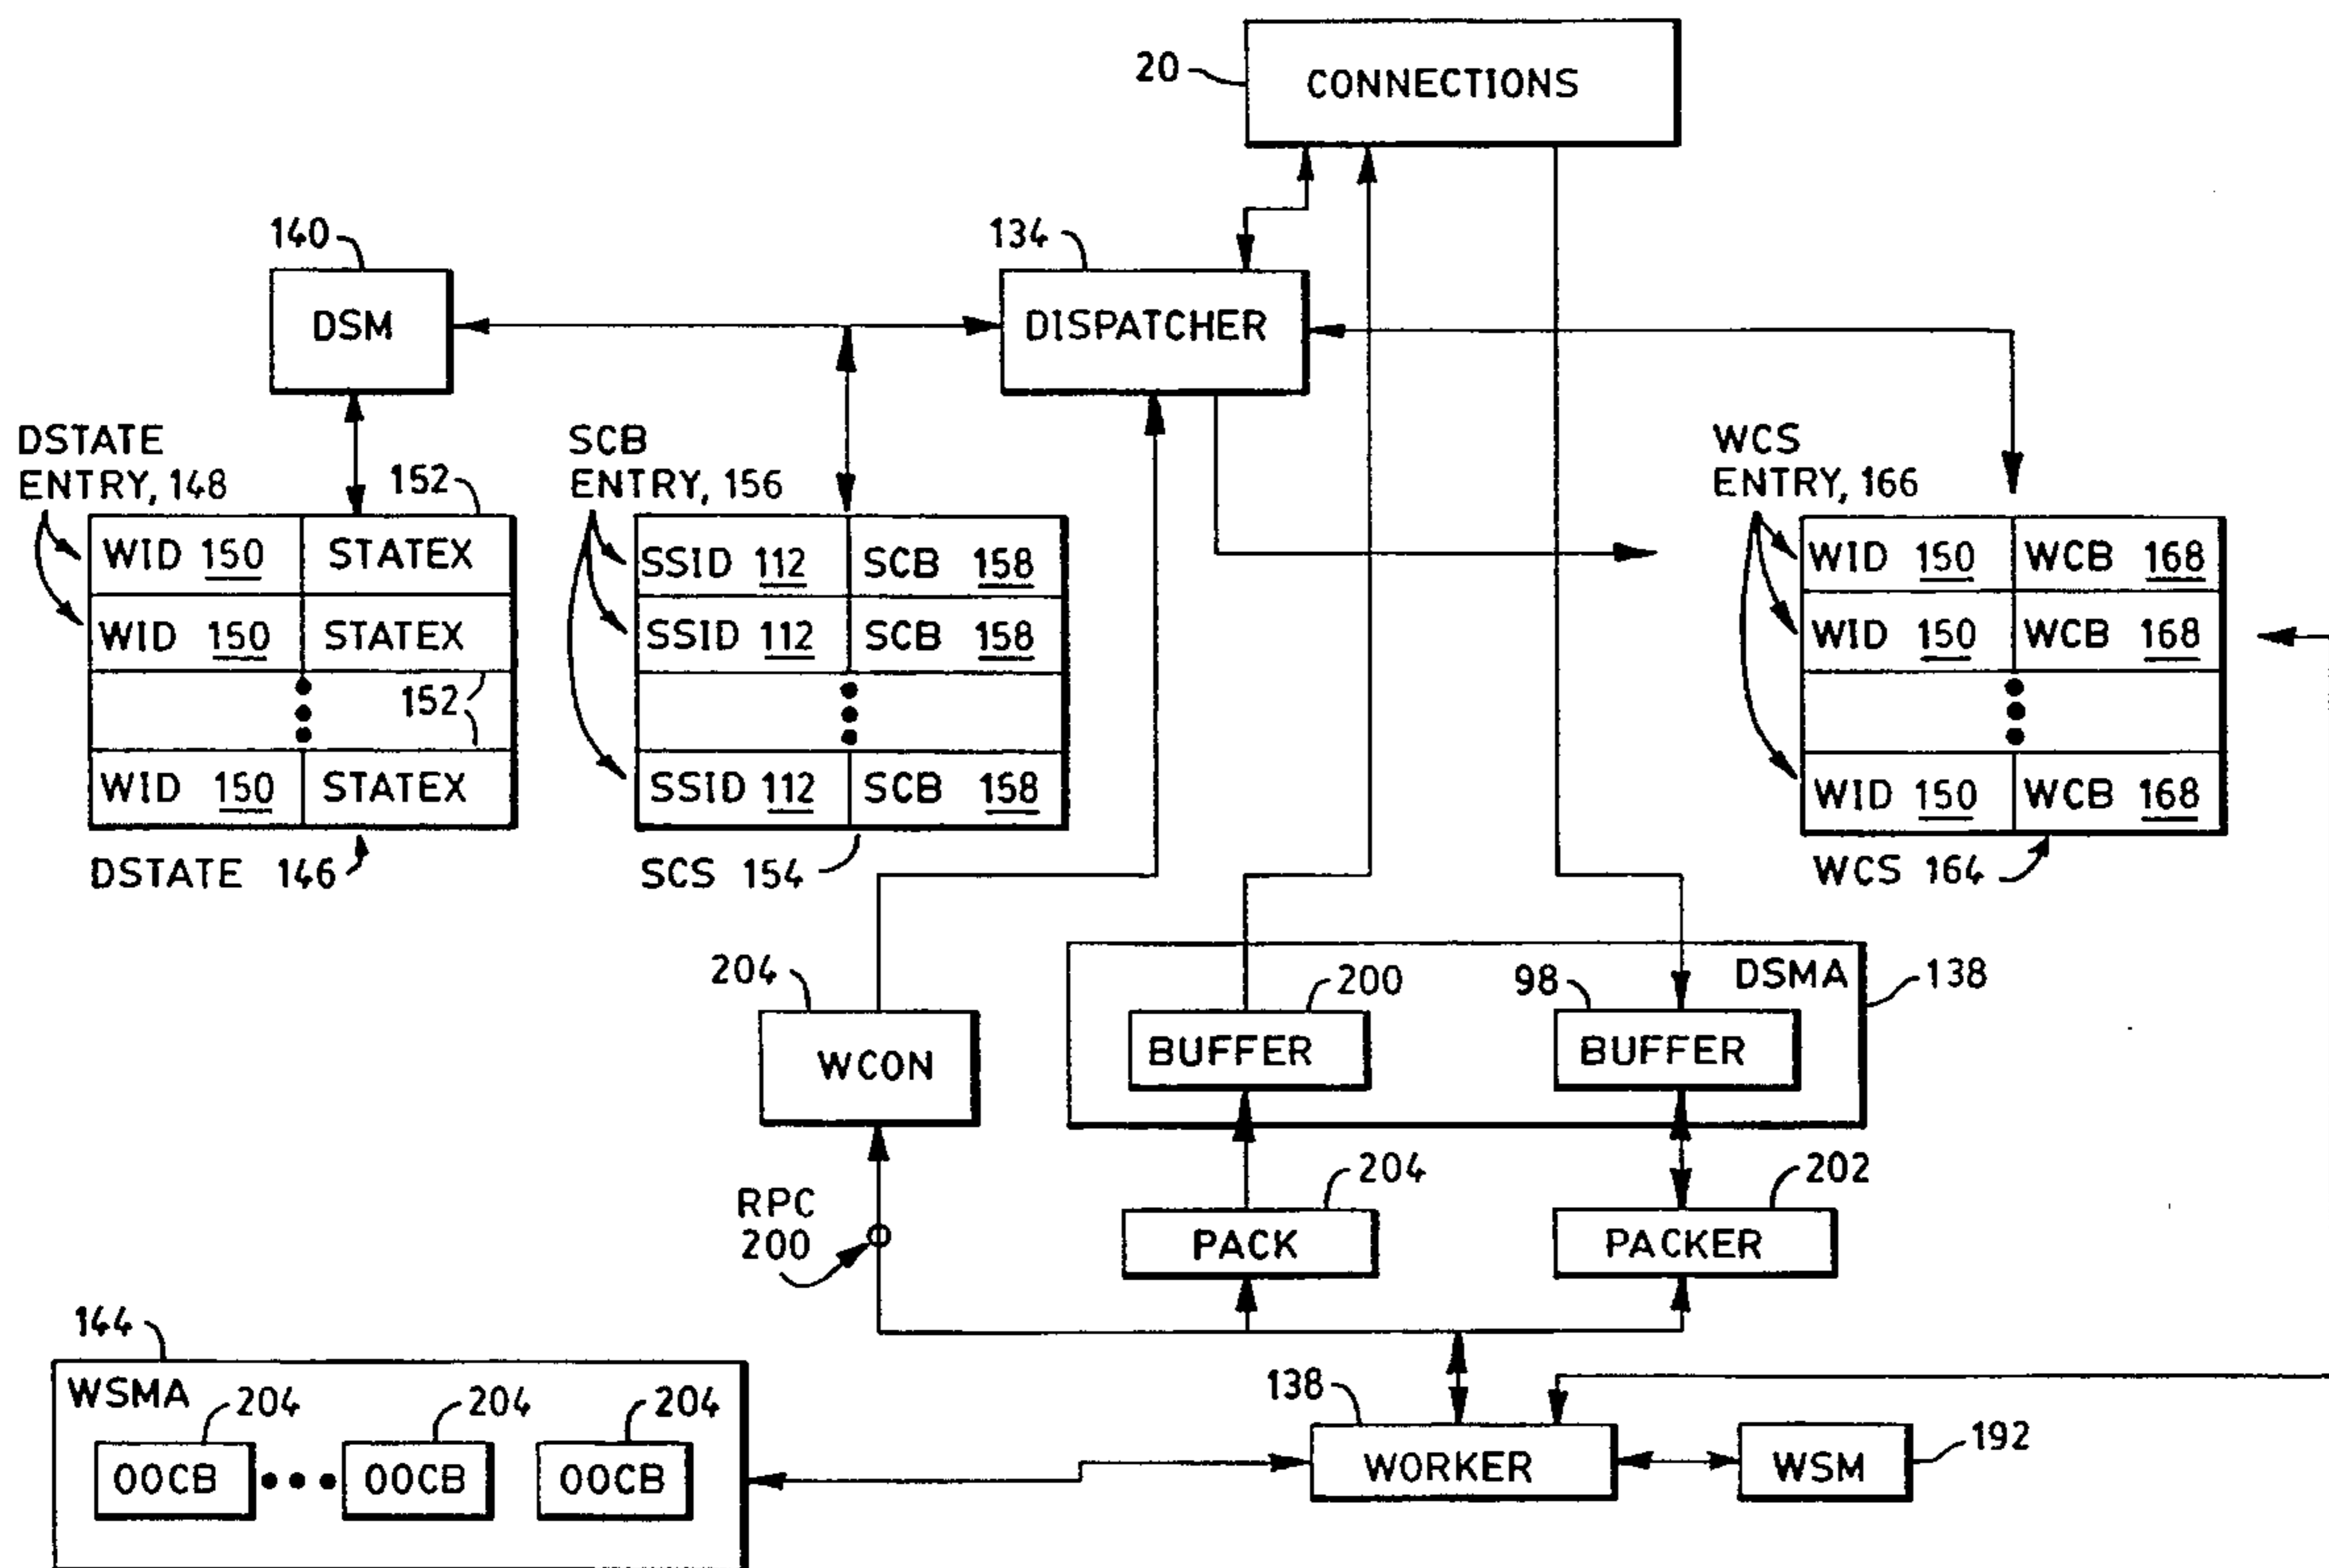 20
CONNECTIONS
140
134
DSM
DISPATCHER
DSTATE
ENTRY, 148
152
SCB
ENTRY, 156
WCS
ENTRY, 166
WID 150 STATEX
WID 150 STATEX
152
WID 150 STATEX
DSTATE 146
SSID 112 SCB 158
SSID 112 SCB 158
SSID 112 SCB 158
SCS 154
WID 150 WCB 168
WID 150 WCB 168
WID 150 WCB 168
WCS 164
204
WCON
DSMA
138
200
BUFFER
98
BUFFER
RPC
200
204
PACK
202
PACKER
144
WSMA
204
204
204
OOCB
OOCB
OOCB
138
WORKER
WSM
192